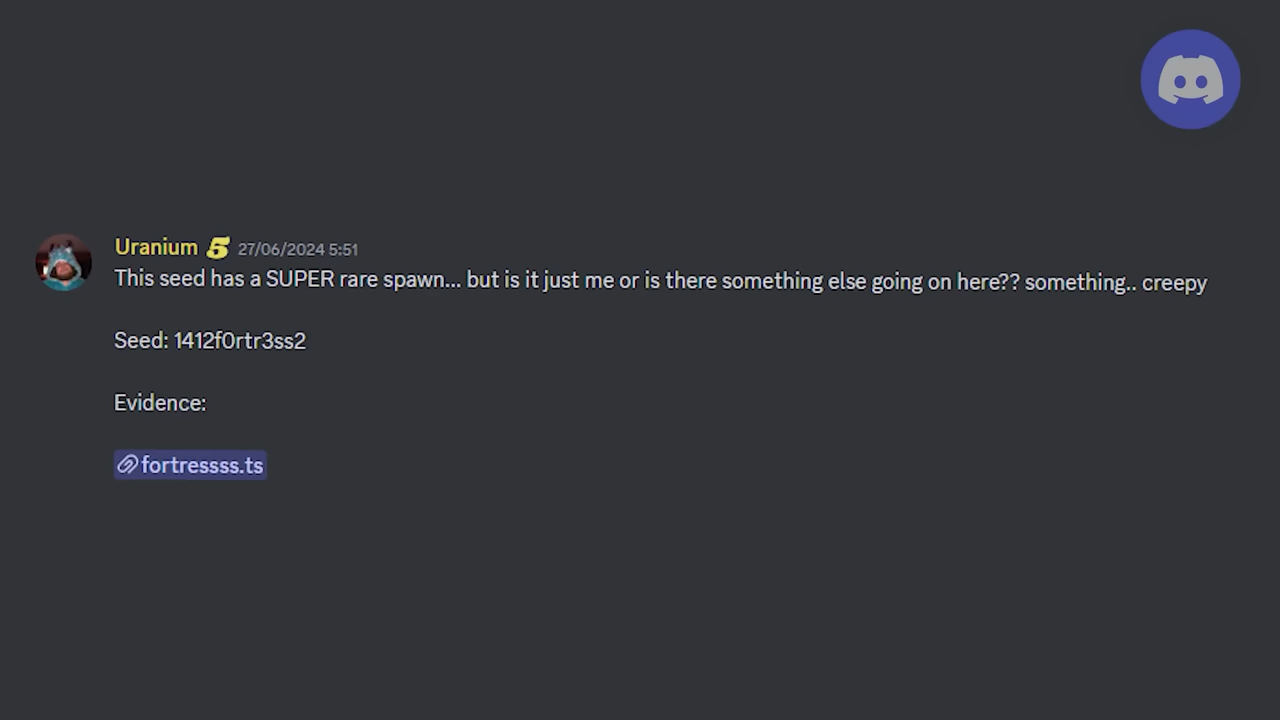 Uranium 5 27/06/2024 5:51
This seed has a SUPER rare spawn... but is it just me or is there something else going on here?? something.. creepy
Seed: 1412f0rtr3ss2
Evidence:
fortressss.ts